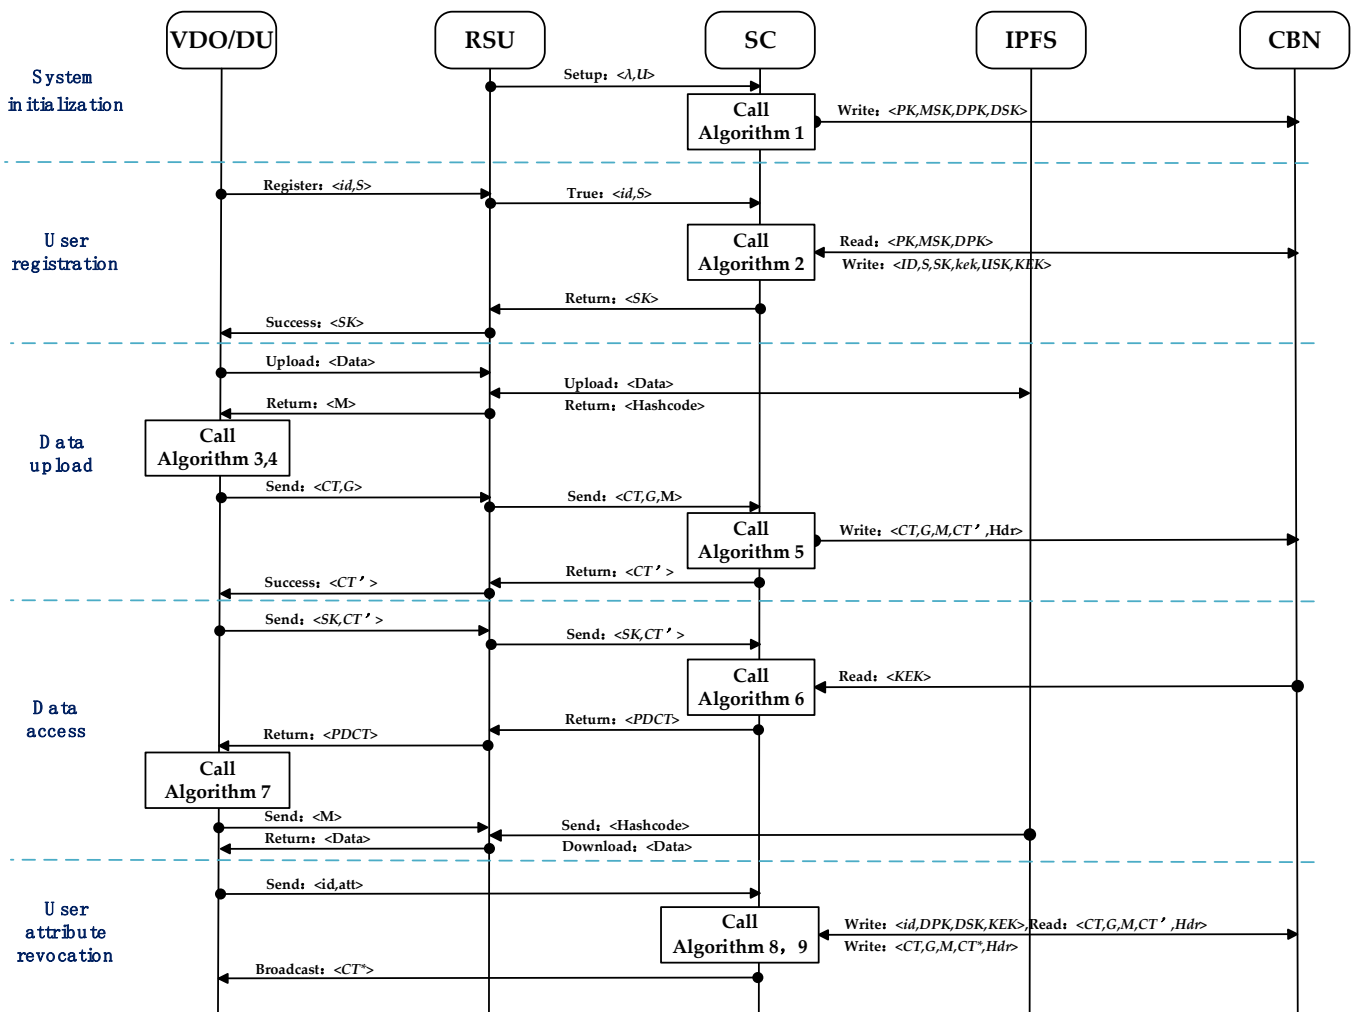 VDO/DU
RSU
SC
IPFS
CBN
System
initialization
Setup：<λ,U>
Call
Algorithm 1
Write：<PK,MSK,DPK,DSK>
User
registration
Register：<id,S>
True：<id,S>
Call
Algorithm 2
Read：<PK,MSK,DPK>
Write：<ID,S,SK,kek,USK,KEK>
Return：<SK>
Success：<SK>
Data
upload
Upload：<Data>
Upload：<Data>
Return：<M>
Return：<Hashcode>
Call
Algorithm 3,4
Send：<CT,G>
Send：<CT,G,M>
Call
Algorithm 5
Write：<CT,G,M,CT′,Hdr>
Return：<CT′>
Success：<CT′>
Data
access
Send：<SK,CT′>
Send：<SK,CT′>
Call
Algorithm 6
Read：<KEK>
Return：<PDCT>
Return：<PDCT>
Call
Algorithm 7
Send：<M>
Send：<Hashcode>
Return：<Data>
Download：<Data>
User
attribute
revocation
Send：<id,att>
Call
Algorithm 8，9
Write：<id,DPK,DSK,KEK>,Read：<CT,G,M,CT′,Hdr>
Write：<CT,G,M,CT*,Hdr>
Broadcast：<CT*>